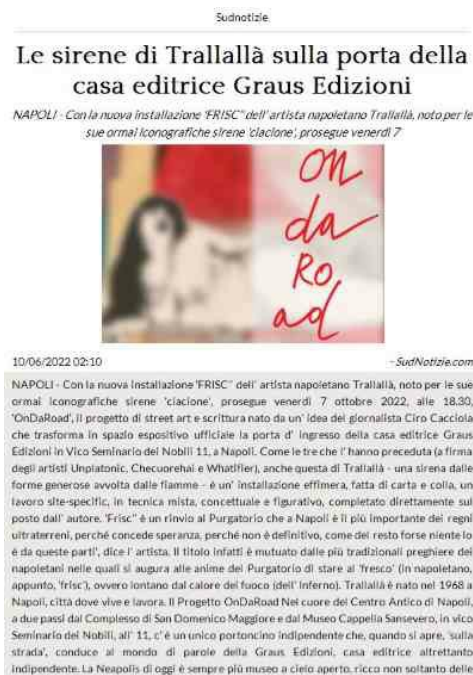 Sudnotizie
Le sirene di Trallallà sulla porta della
casa editrice Graus Edizioni
NAPOLI - Con la nuova installazione 'FRISC'' dell' artista napoletano Trallallà, noto per le
sue ormai iconografiche sirene 'ciacione', prosegue venerdì 7
On
da
Ro
ad
10/06/2022 02:10
- SudNotizie.com
NAPOLI - Con la nuova installazione 'FRISC'' dell' artista napoletano Trallallà, noto per le sue
ormai iconografiche sirene 'ciacione', prosegue venerdì 7 ottobre 2022, alle 18.30,
'OnDaRoad', il progetto di street art e scrittura nato da un' idea del giornalista Ciro Cacciola
che trasforma in spazio espositivo ufficiale la porta d' ingresso della casa editrice Graus
Edizioni in Vico Seminario dei Nobili 11, a Napoli. Come le tre che l' hanno preceduta (a firma
degli artisti Unplatonic, Checuorehai e Whatifier), anche questa di Trallallà - una sirena dalle
forme generose avvolta dalle fiamme - è un' installazione effimera, fatta di carta e colla, un
lavoro site-specific, in tecnica mista, concettuale e figurativo, completato direttamente sul
posto dall' autore. 'Frisc'' è un rinvio al Purgatorio che a Napoli è il più importante dei regni
ultraterreni, perché concede speranza, perché non è definitivo, come del resto forse niente lo
è da queste parti', dice l' artista. Il titolo infatti è mutuato dalle più tradizionali preghiere dei
napoletani nelle quali si augura alle anime del Purgatorio di stare al 'fresco' (in napoletano,
appunto, 'frisc'), ovvero lontano dal calore del fuoco (dell' Inferno). Trallallà è nato nel 1968 a
Napoli, città dove vive e lavora. Il Progetto OnDaRoad Nel cuore del Centro Antico di Napoli,
a due passi dal Complesso di San Domenico Maggiore e dal Museo Cappella Sansevero, in vico
Seminario dei Nobili, all' 11, c' è un unico portoncino indipendente che, quando si apre, 'sulla
strada', conduce al mondo di parole della Graus Edizioni, casa editrice altrettanto
indipendente. La Neapolis di oggi è sempre più museo a cielo aperto, ricco non soltanto delle